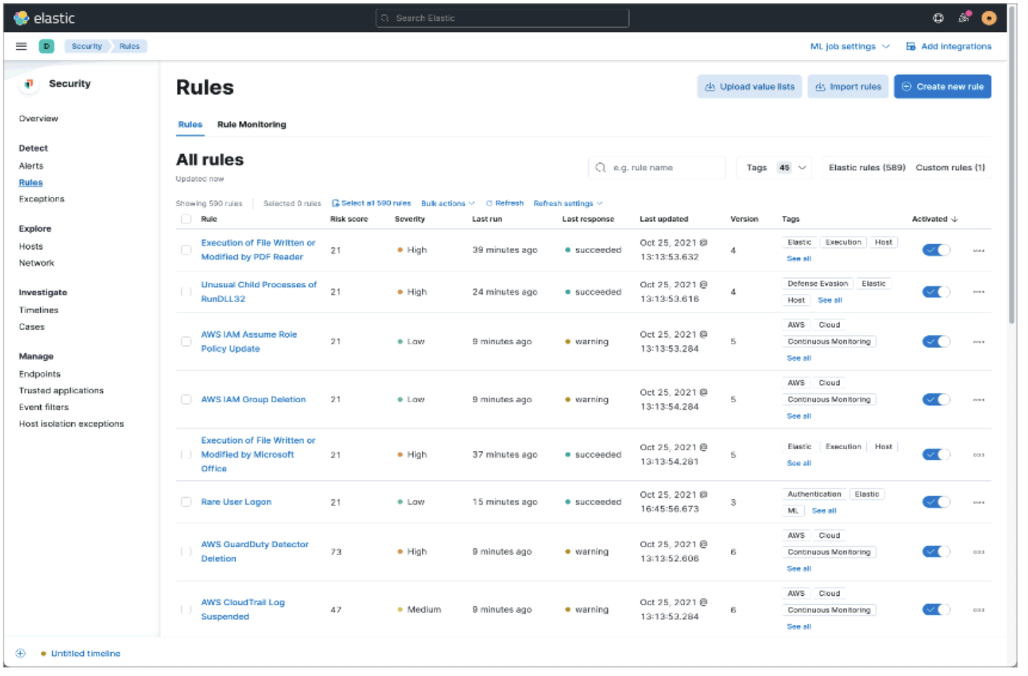 elastic
Search Elastic
D Security Rules
ML job settings Add integrations
Security
Overview
Detect
Alerts
Rules
Exceptions
Explore
Hosts
Network
Investigate
Timelines
Cases
Manage
Endpoints
Trusted applications
Event filters
Host isolation exceptions
Rules
Upload value lists Import rules Create new rule
Rules Rule Monitoring
All rules
Updated now
e.g. rule name Tags 45 Elastic rules (589) Custom rules (1)
Showing 590 rules Selected 0 rules Select all 590 rules Bulk actions Refresh Refresh settings
Rule Risk score Severity Last run Last response Last updated Version Tags Activated
Execution of File Written or
Modified by PDF Reader
21 High 39 minutes ago succeeded
Oct 25, 2021 @
13:13:53.632
4
Elastic Execution Host
See all
Unusual Child Processes of
RunDLL32
21 High 24 minutes ago succeeded
Oct 25, 2021 @
13:13:53.616
4
Defense Evasion Elastic
Host See all
AWS IAM Assume Role
Policy Update
21 Low 9 minutes ago warning
Oct 25, 2021 @
13:13:53.284
5
AWS Cloud
Continuous Monitoring
See all
AWS IAM Group Deletion
21 Low 9 minutes ago warning
Oct 25, 2021 @
13:13:54.284
5
AWS Cloud
Continuous Monitoring
See all
Execution of File Written or
Modified by Microsoft
Office
21 High 37 minutes ago succeeded
Oct 25, 2021 @
13:13:54.281
5
Elastic Execution Host
See all
Rare User Logon
21 Low 15 minutes ago succeeded
Oct 25, 2021 @
16:45:56.673
3
Authentication Elastic
ML See all
AWS GuardDuty Detector
Deletion
73 High 9 minutes ago warning
Oct 25, 2021 @
13:13:52.606
6
AWS Cloud
Continuous Monitoring
See all
AWS CloudTrail Log
Suspended
47 Medium 9 minutes ago warning
Oct 25, 2021 @
13:13:53.284
6
AWS Cloud
Continuous Monitoring
See all
Untitled timeline